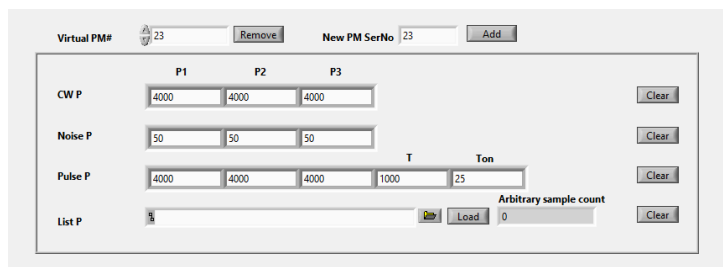 Virtual PM# 23 Remove New PM SerNo 23 Add
P1 P2 P3
CW P 4000 4000 4000 Clear
Noise P 50 50 50 Clear
T Ton
Pulse P 4000 4000 4000 1000 25 Clear
Arbitrary sample count
List P Load 0 Clear